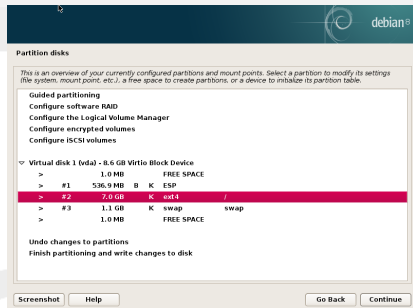 debian
Partition disks
This is an overview of your currently configured partitions and mount points. Select a partition to modify its settings
(file system, mount point, etc.), a free space to create partitions, or a device to initialize its partition table.
Guided partitioning
Configure software RAID
Configure the Logical Volume Manager
Configure encrypted volumes
Configure iSCSI volumes
Virtual disk 1 (vda) - 8.6 GB Virtio Block Device
> 1.0 MB FREE SPACE
> #1 536.9 MB B K ESP
> #2 7.0 GB K ext4 /
> #3 1.1 GB K swap swap
> 1.0 MB FREE SPACE
Undo changes to partitions
Finish partitioning and write changes to disk
Screenshot Help Go Back Continue